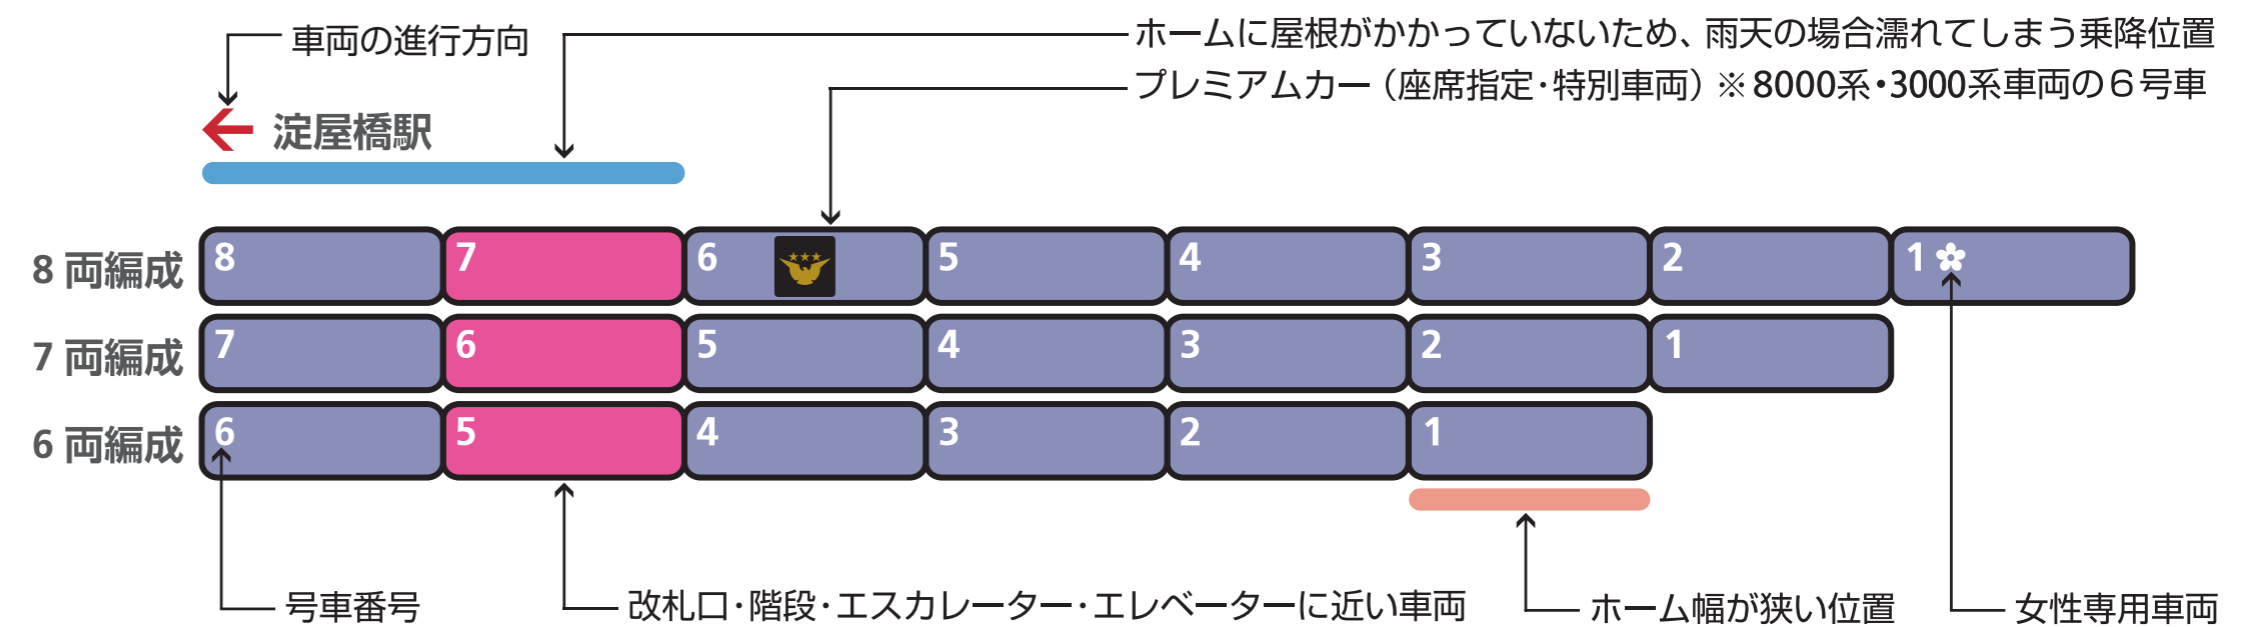 車両の進行方向
ホームに屋根がかかっていないため、雨天の場合濡れてしまう乗降位置
プレミアムカー（座席指定・特別車両）※8000系・3000系車両の６号車
淀屋橋駅
8 両編成 8 7 6 5 4 3 2 1
7 両編成 7 6 5 4 3 2 1
6 両編成 6 5 4 3 2 1
号車番号
改札口・階段・エスカレーター・エレベーターに近い車両
ホーム幅が狭い位置
女性専用車両